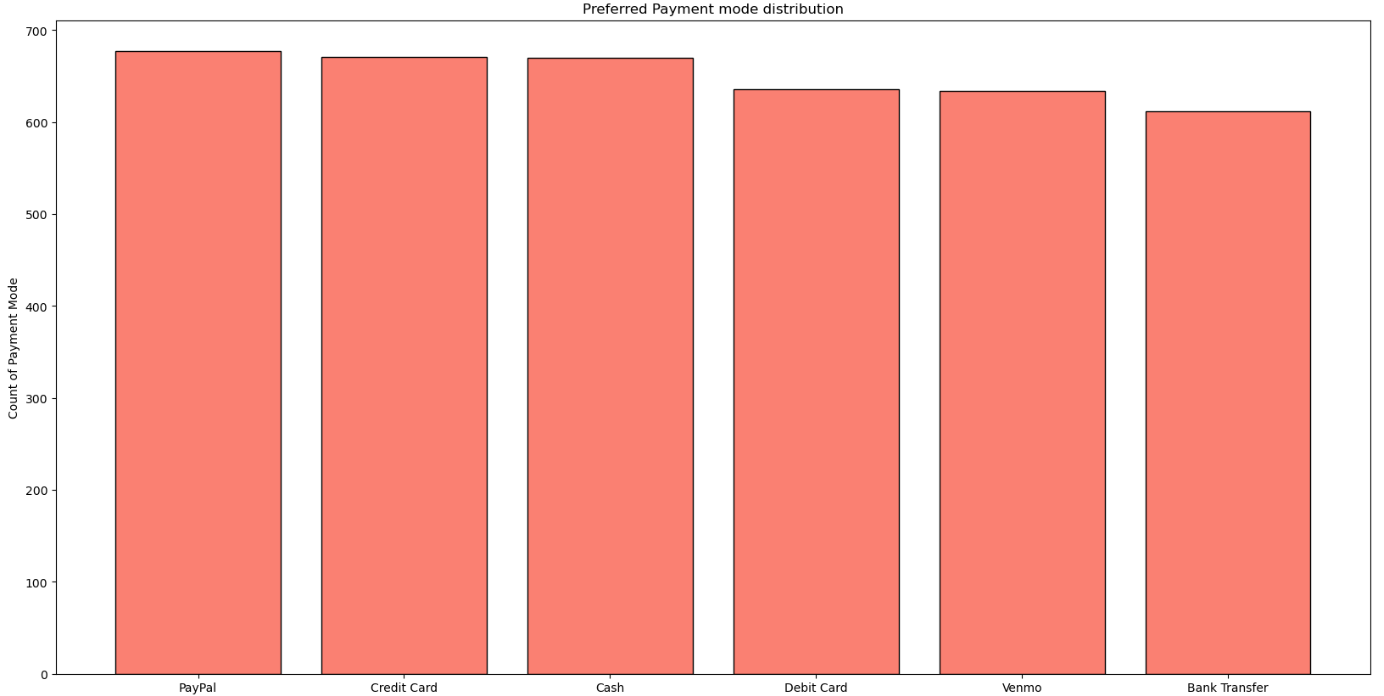 Preferred Payment mode distribution
Count of Payment Mode
700
600
500
400
300
200
100
0
PayPal Credit Card Cash Debit Card Venmo Bank Transfer